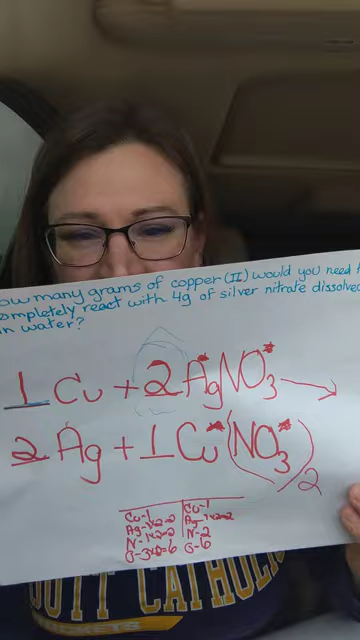 ow many grams of copper (II) would you need t
ompletely react with 4g of silver nitrate dissolved
n water?
1 Cu + 2 AgNO3 →
2 Ag + 1 Cu(NO3)2
Cu-1 Cu-1
Ag-1x2=2 Ag-1x2=2
N-1x2=2 N-2
O-3x2=6 O-6
CATHOLIC